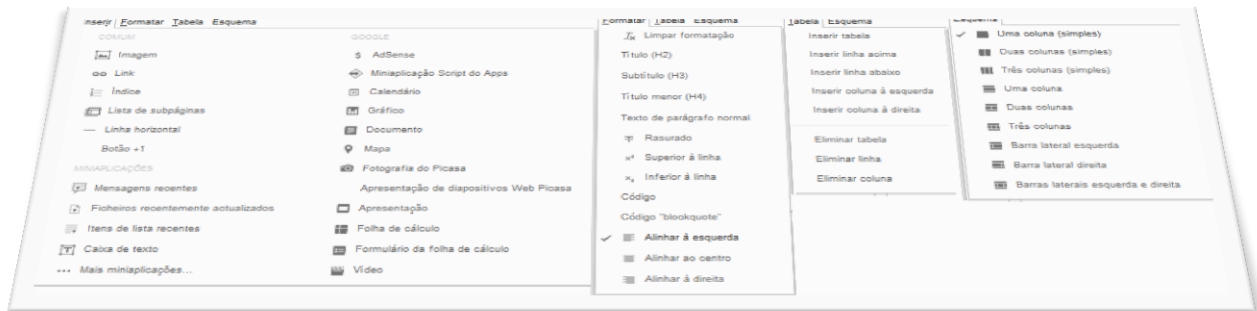 Inserir Formatar Tabela Esquema
COMUM
Imagem
Link
Índice
Lista de subpáginas
Linha horizontal
Botão +1
MINIAPLICAÇÕES
Mensagens recentes
Ficheiros recentemente actualizados
Itens de lista recentes
Caixa de texto
Mais miniaplicações...
GOOGLE
$ AdSense
Miniaplicação Script do Apps
Calendário
Gráfico
Documento
Mapa
Fotografia do Picasa
Apresentação de diapositivos Web Picasa
Apresentação
Folha de cálculo
Formulário da folha de cálculo
Vídeo
Formatar Tabela Esquema
Limpar formatação
Título (H2)
Subtítulo (H3)
Título menor (H4)
Texto de parágrafo normal
Rasurado
Superior à linha
Inferior à linha
Código
Código "blockquote"
Alinhar à esquerda
Alinhar ao centro
Alinhar à direita
Tabela Esquema
Inserir tabela
Inserir linha acima
Inserir linha abaixo
Inserir coluna à esquerda
Inserir coluna à direita
Eliminar tabela
Eliminar linha
Eliminar coluna
Esquema
Uma coluna (simples)
Duas colunas (simples)
Três colunas (simples)
Uma coluna
Duas colunas
Três colunas
Barra lateral esquerda
Barra lateral direita
Barras laterais esquerda e direita